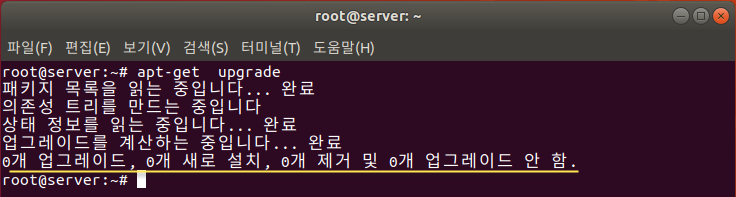 root@server: ~
파일(F) 편집(E) 보기(V) 검색(S) 터미널(T) 도움말(H)
root@server:~# apt-get  upgrade
패키지 목록을 읽는 중입니다... 완료
의존성 트리를 만드는 중입니다
상태 정보를 읽는 중입니다... 완료
업그레이드를 계산하는 중입니다... 완료
0개 업그레이드, 0개 새로 설치, 0개 제거 및 0개 업그레이드 안 함.
root@server:~#